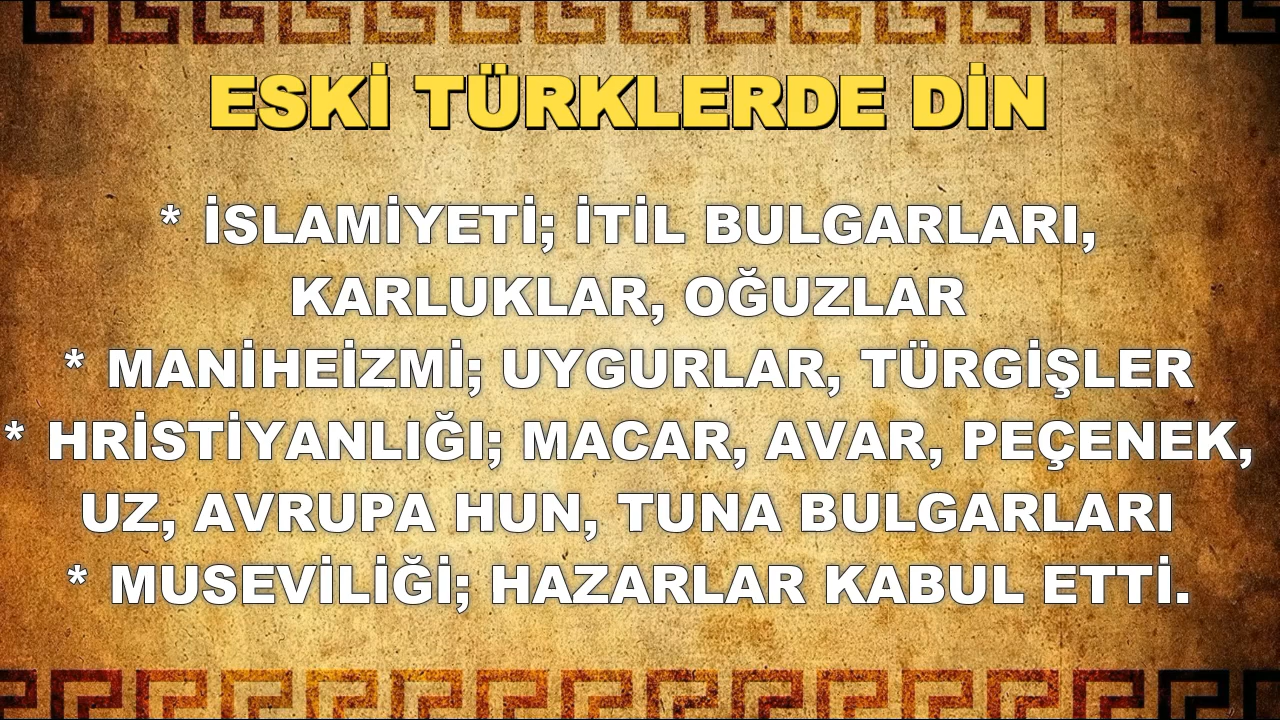 ESKİ TÜRKLERDE DİN
* İSLAMİYETİ; İTİL BULGARLARI,
KARLUKLAR, OĞUZLAR
* MANİHEİZMİ; UYGURLAR, TÜRGİŞLER
* HRİSTİYANLIĞI; MACAR, AVAR, PEÇENEK,
UZ, AVRUPA HUN, TUNA BULGARLARI
* MUSEVİLİĞİ; HAZARLAR KABUL ETTİ.